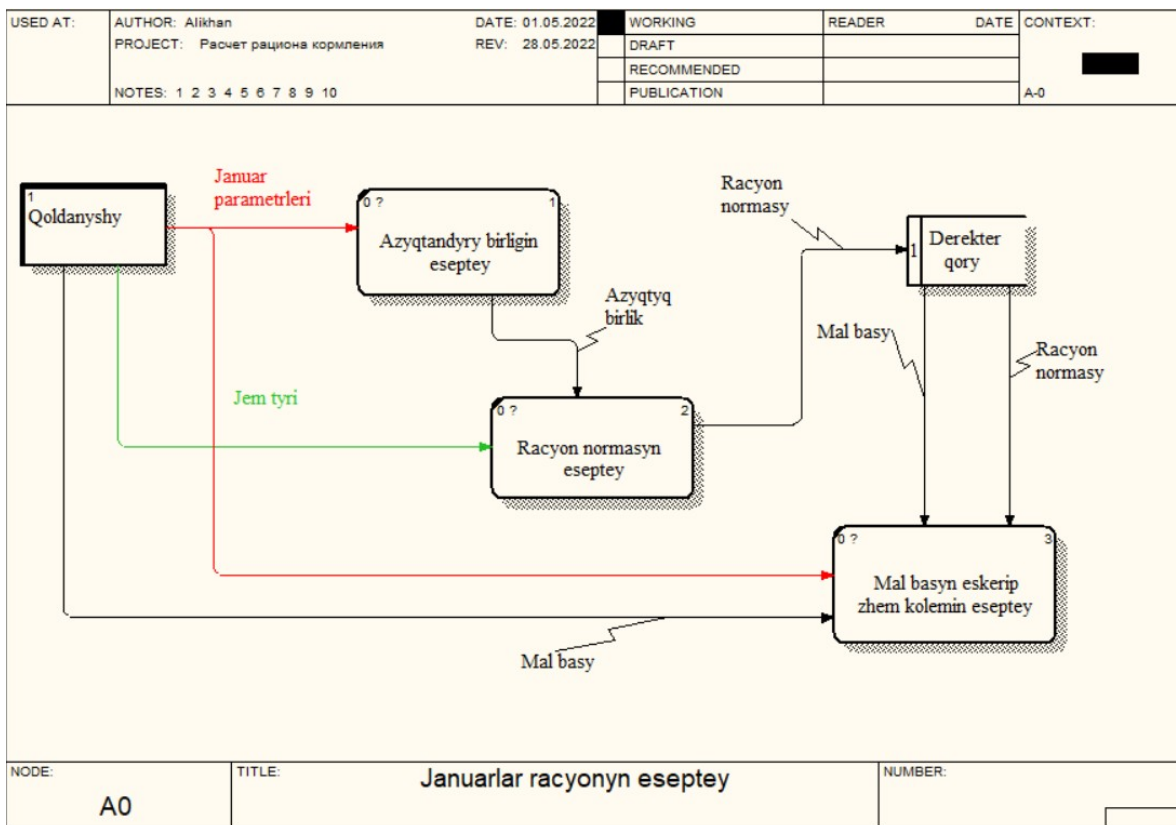 USED AT:
AUTHOR: Alikhan
DATE: 01.05.2022
WORKING
READER
DATE
CONTEXT:
PROJECT: Расчет рациона кормления
REV: 28.05.2022
DRAFT
RECOMMENDED
NOTES: 1 2 3 4 5 6 7 8 9 10
PUBLICATION
A-0
1
Qoldanyshy
Januar
parametrleri
0 ?
1
Azyqtandyry birligin
eseptey
Racyon
normasy
1
Derekter
qory
Azyqtyq
birlik
Mal basy
Racyon
normasy
Jem tyri
0 ?
2
Racyon normasyn
eseptey
0 ?
3
Mal basyn eskerip
zhem kolemin eseptey
Mal basy
NODE:
A0
TITLE:
Januarlar racyonyn eseptey
NUMBER: